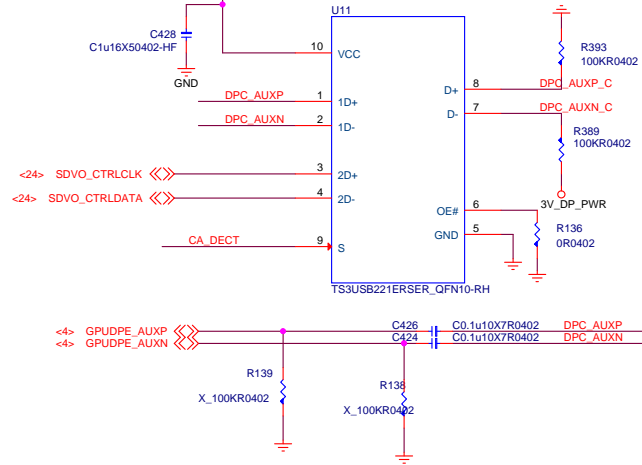 U11
C428
C1u16X50402-HF
GND
10 VCC
R393
100KR0402
DPC_AUXP 1 1D+
D+ 8 DPC_AUXP_C
DPC_AUXN 2 1D-
D- 7 DPC_AUXN_C
R389
100KR0402
<24> SDVO_CTRLCLK 3 2D+
<24> SDVO_CTRLDATA 4 2D-
3V_DP_PWR
OE# 6
R136
0R0402
GND 5
CA_DECT 9 S
TS3USB221ERSER_QFN10-RH
<4> GPUDPE_AUXP C426 C0.1u10X7R0402 DPC_AUXP
<4> GPUDPE_AUXN C424 C0.1u10X7R0402 DPC_AUXN
R139
X_100KR0402
R138
X_100KR0402